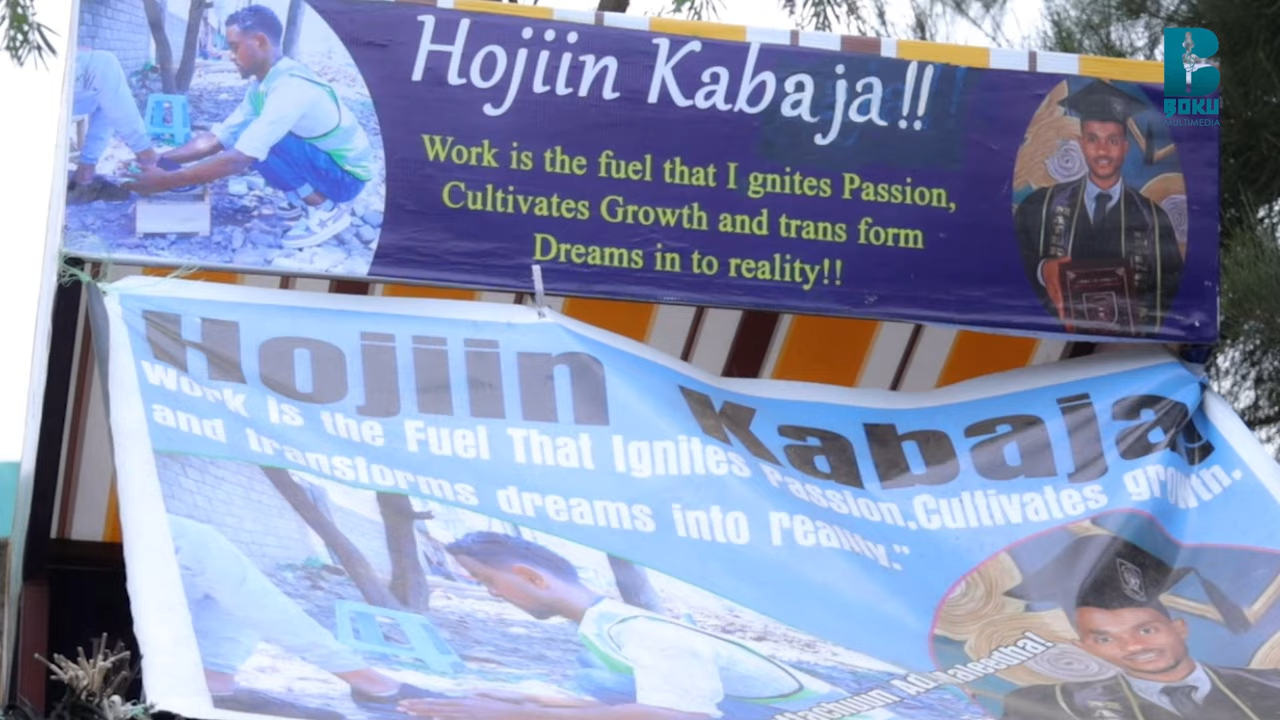 BOKU
MULTIMEDIA
Hojiin Kabaja!!
Work is the fuel that I gnites Passion,
Cultivates Growth and trans form
Dreams in to reality!!
Hojiin Kabaja!
Work Is the Fuel That Ignites Passion,Cultivates growth.
and transforms dreams into reality."